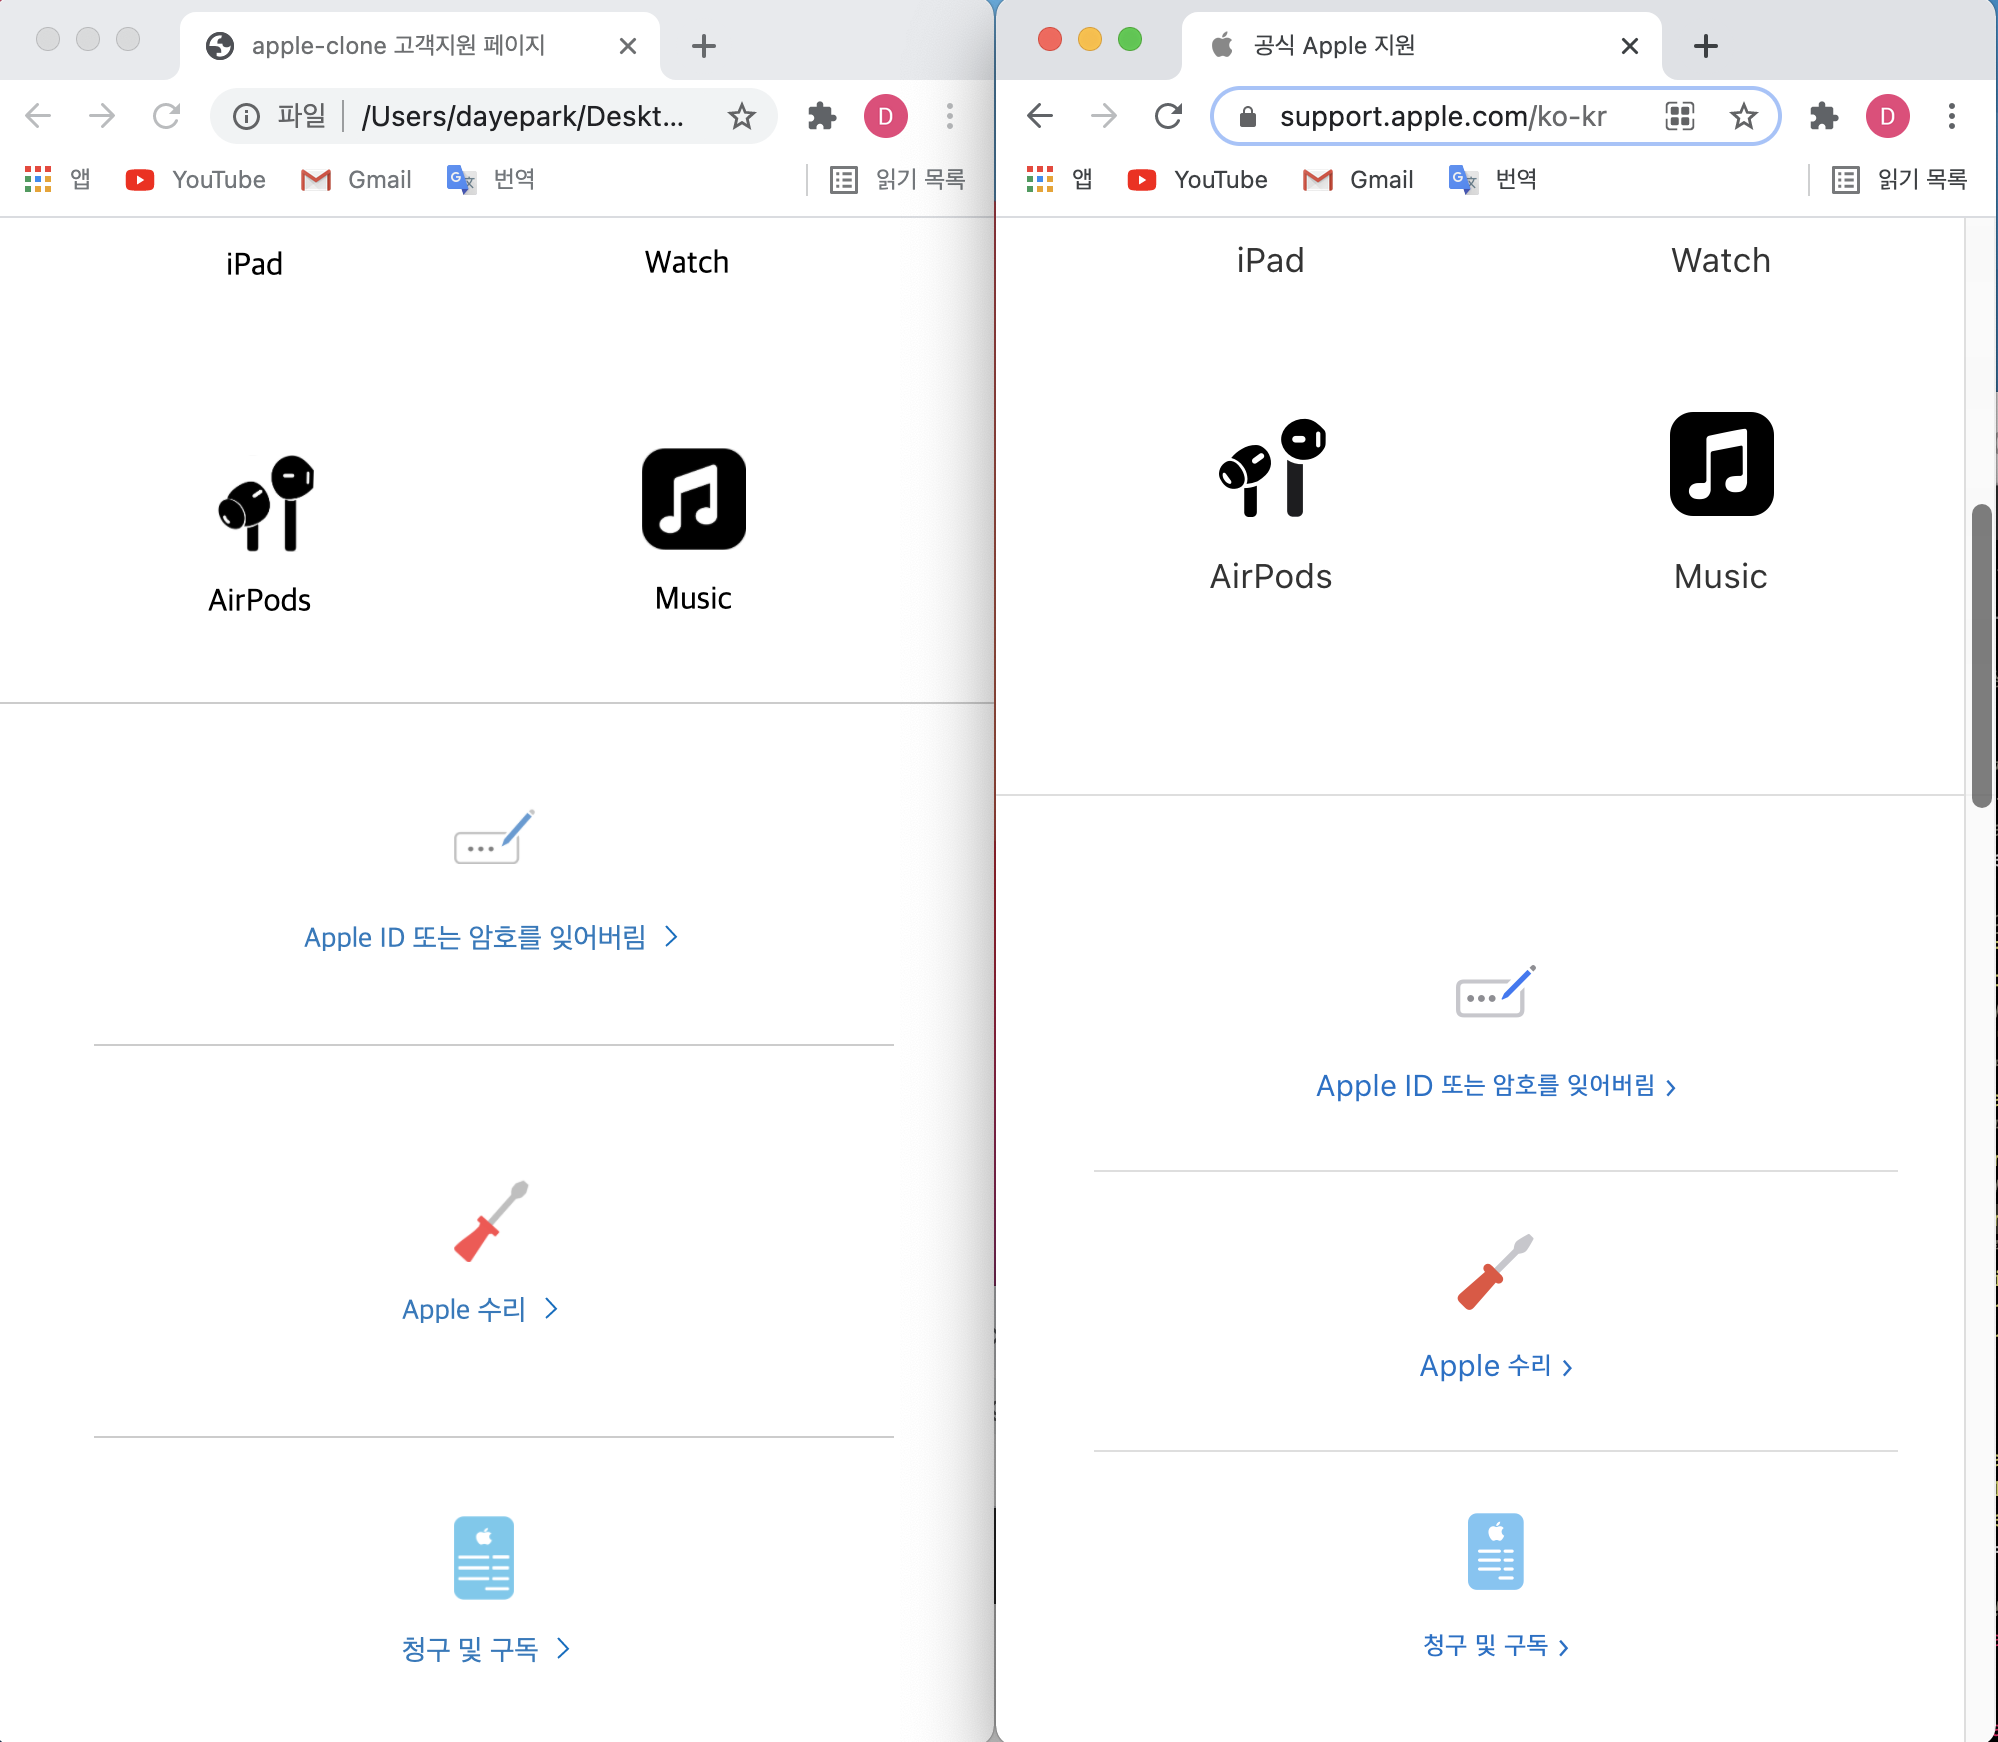 apple-clone 고객지원 페이지
파일 /Users/dayepark/Deskt...
D
앱 YouTube Gmail 번역 읽기 목록
iPad Watch
AirPods Music
Apple ID 또는 암호를 잊어버림
Apple 수리
청구 및 구독
공식 Apple 지원
support.apple.com/ko-kr
D
앱 YouTube Gmail 번역 읽기 목록
iPad Watch
AirPods Music
Apple ID 또는 암호를 잊어버림
Apple 수리
청구 및 구독